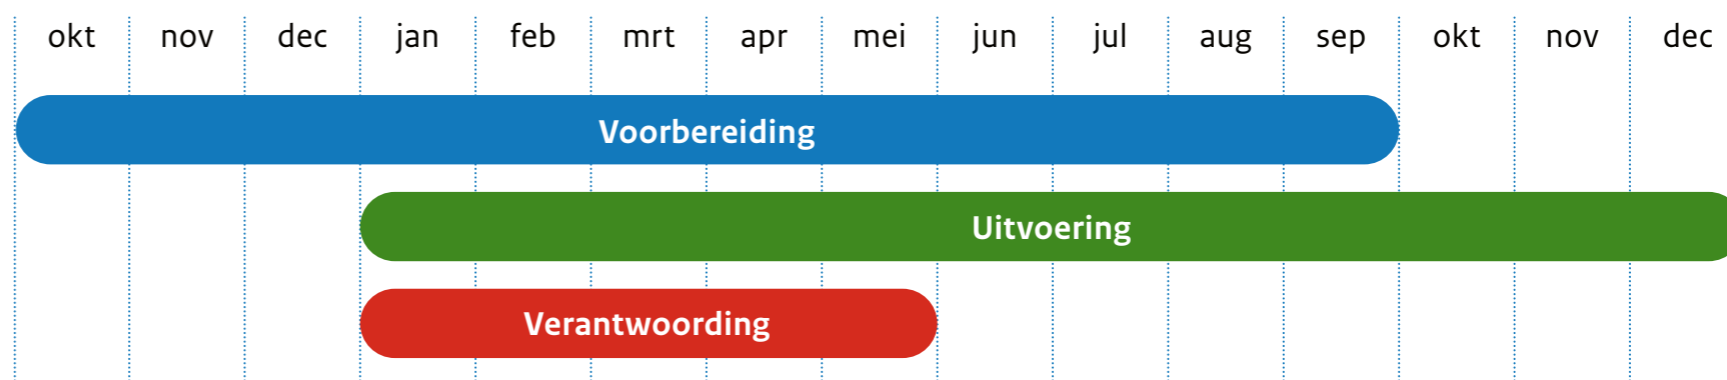 okt nov dec jan feb mrt apr mei jun jul aug sep okt nov dec
Voorbereiding
Uitvoering
Verantwoording